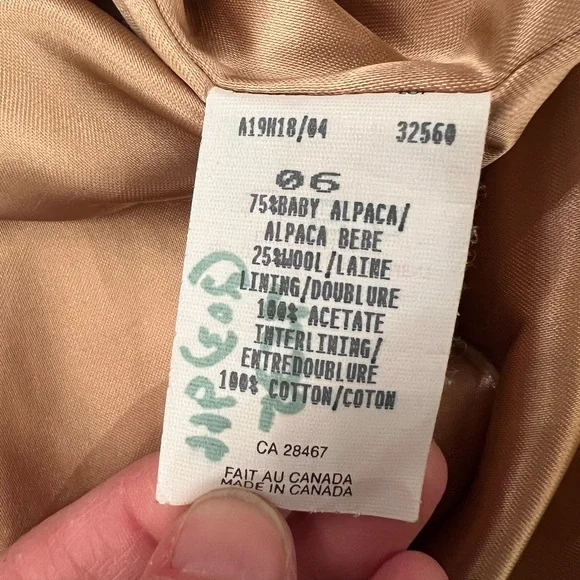 A19H18/04 32560
06
75%BABY ALPACA/
ALPACA BEBE
25%WOOL/LAINE
LINING/DOUBLURE
100% ACETATE
INTERLINING/
ENTREDOUBLURE
100% COTTON/COTON
CA 28467
FAIT AU CANADA
MADE IN CANADA